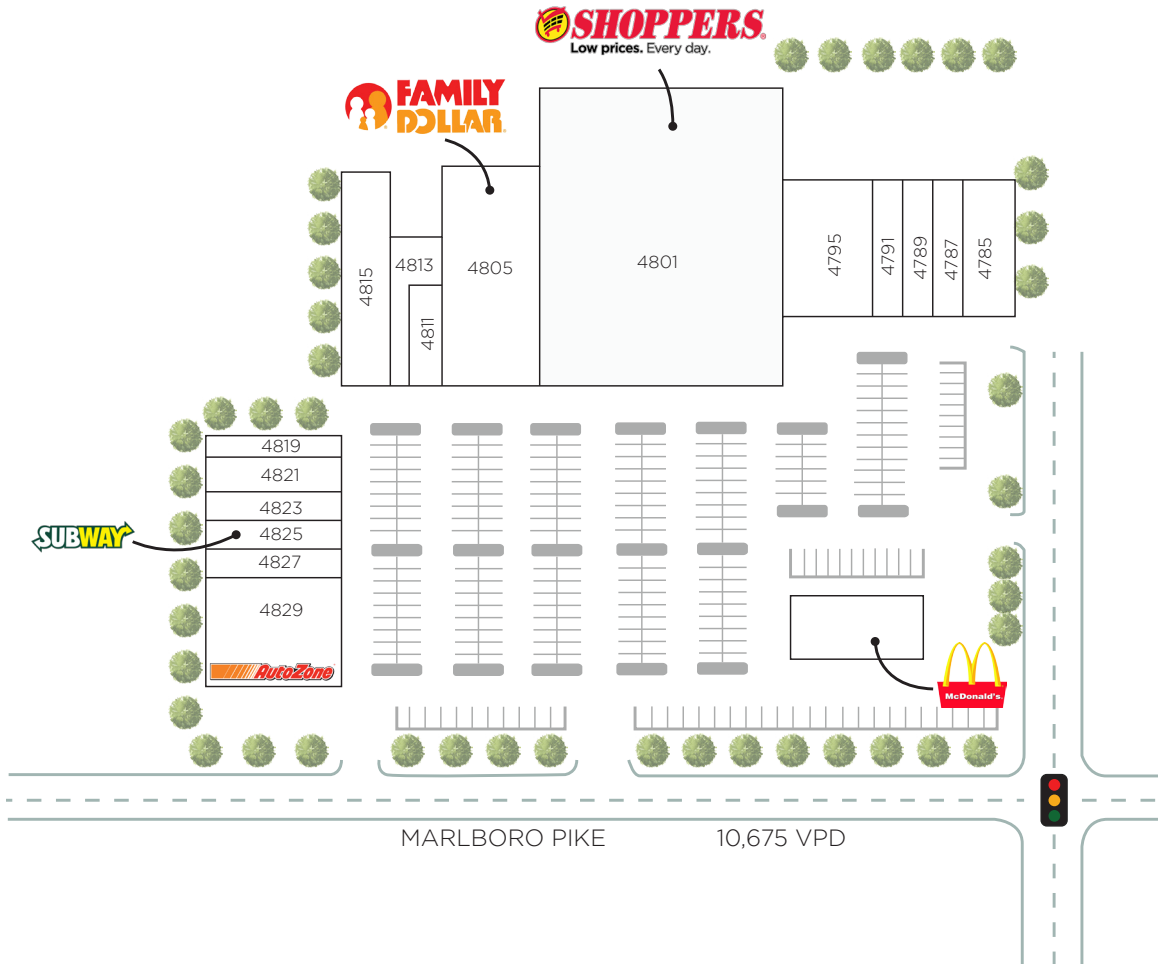 SHOPPERS
Low prices. Every day.
FAMILY
DOLLAR
4815
4813
4811
4805
4801
4795
4791
4789
4787
4785
4819
4821
4823
4825
4827
4829
SUBWAY
AutoZone
McDonald's
MARLBORO PIKE
10,675 VPD